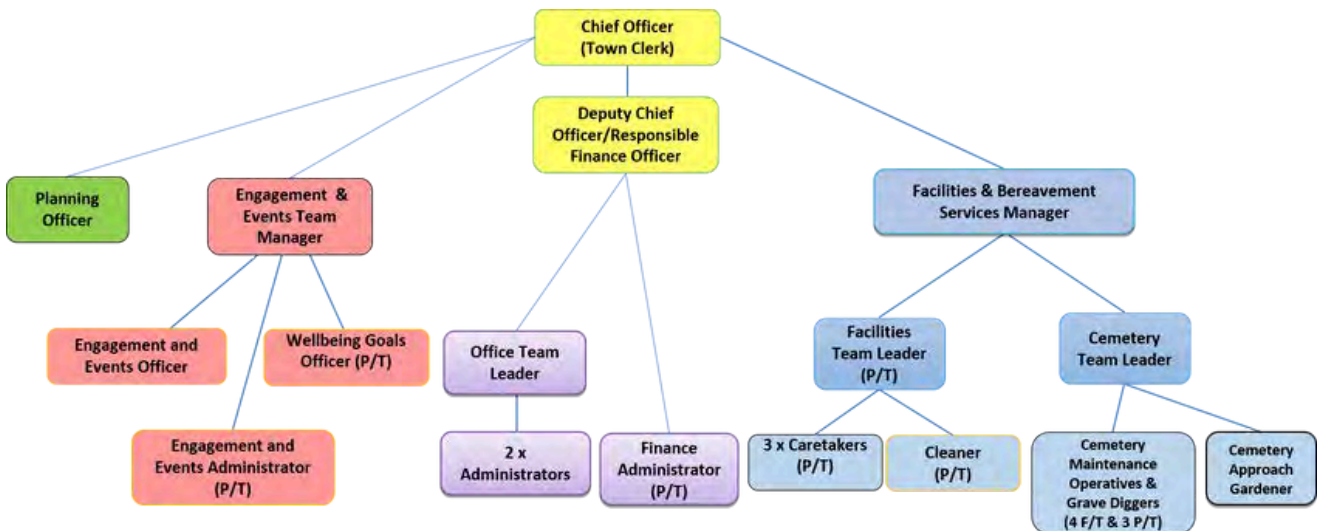 Chief Officer
(Town Clerk)
Deputy Chief
Officer/Responsible
Finance Officer
Planning
Officer
Engagement & 
Events Team
Manager
Facilities & Bereavement
Services Manager
Engagement and
Events Officer
Wellbeing Goals
Officer (P/T)
Office Team
Leader
Facilities
Team Leader
(P/T)
Cemetery
Team Leader
Engagement and
Events Administrator
(P/T)
2 x
Administrators
Finance
Administrator
(P/T)
3 x Caretakers
(P/T)
Cleaner
(P/T)
Cemetery
Maintenance
Operatives &
Grave Diggers
(4 F/T & 3 P/T)
Cemetery
Approach
Gardener